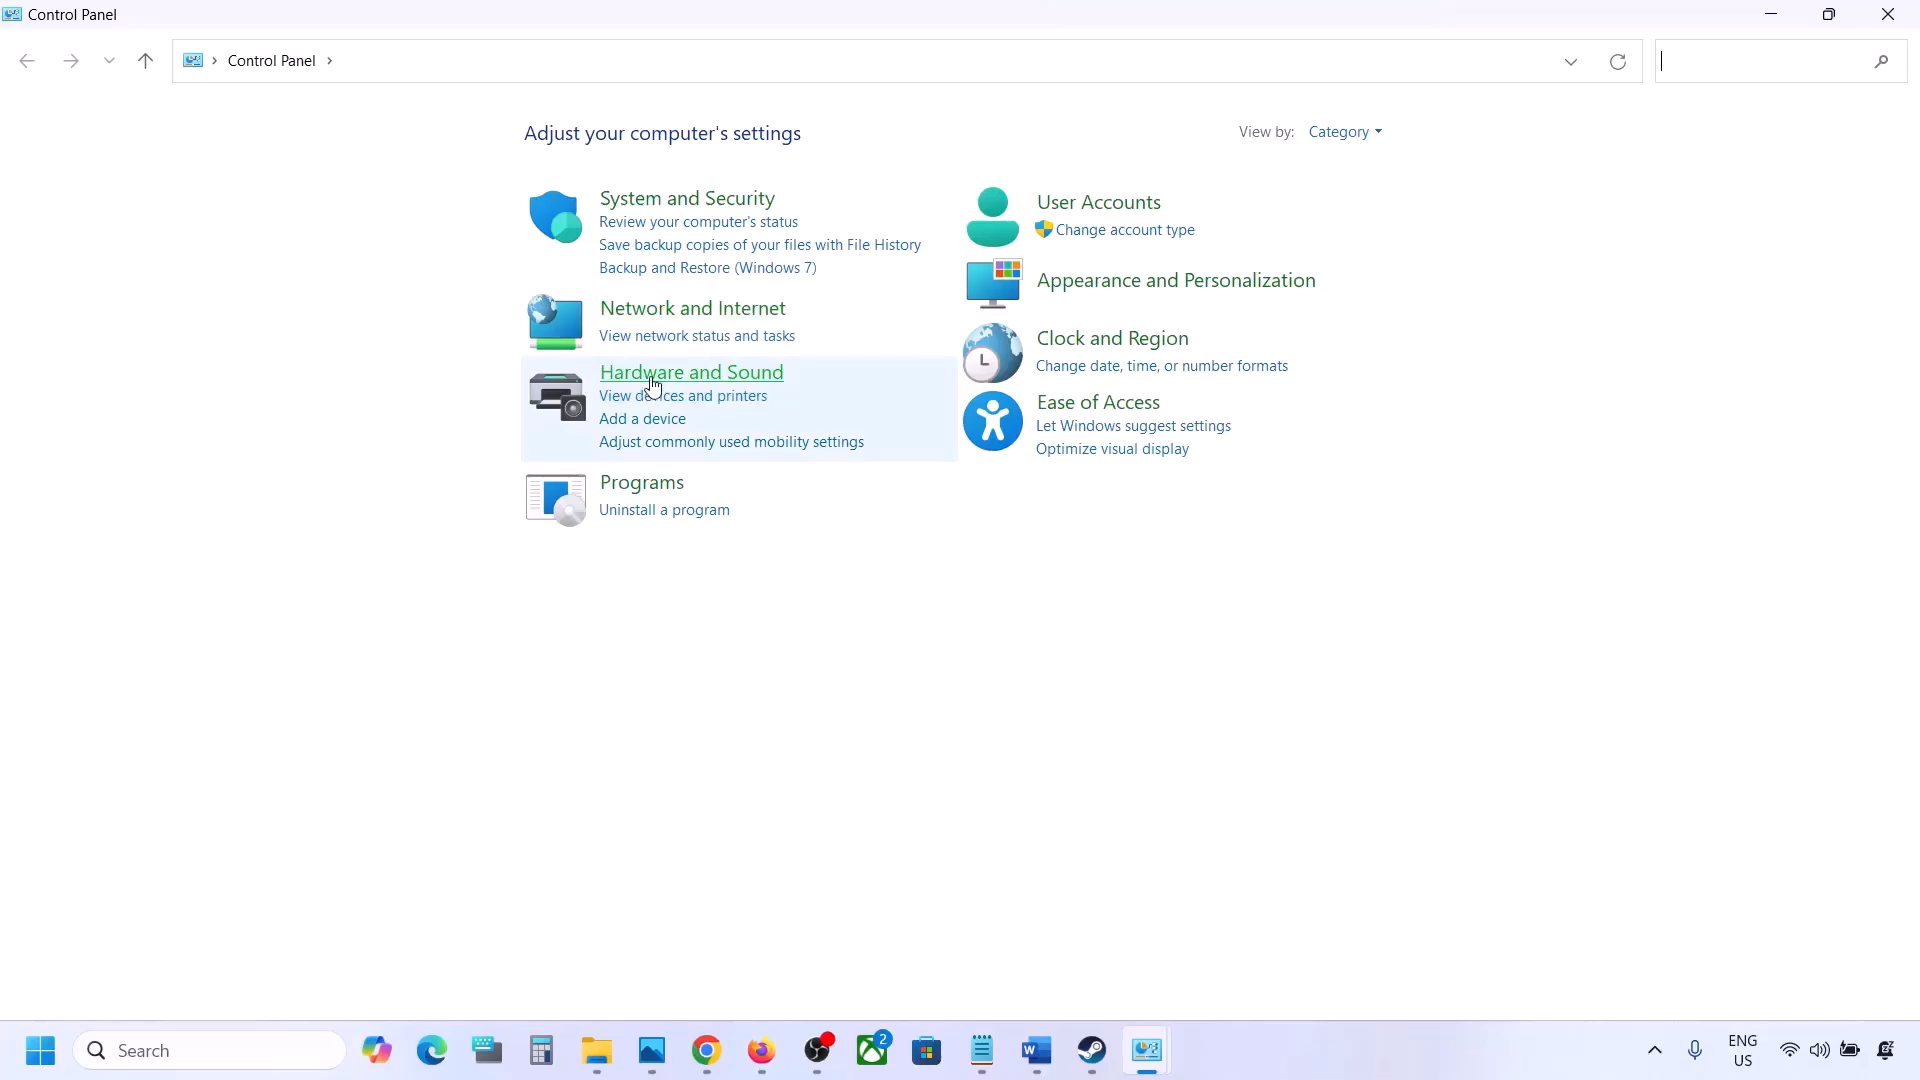 Control Panel
Control Panel
Adjust your computer's settings
View by: Category
System and Security
Review your computer's status
Save backup copies of your files with File History
Backup and Restore (Windows 7)
Network and Internet
View network status and tasks
Hardware and Sound
View devices and printers
Add a device
Adjust commonly used mobility settings
Programs
Uninstall a program
User Accounts
Change account type
Appearance and Personalization
Clock and Region
Change date, time, or number formats
Ease of Access
Let Windows suggest settings
Optimize visual display
Search
2
W
ENG
US